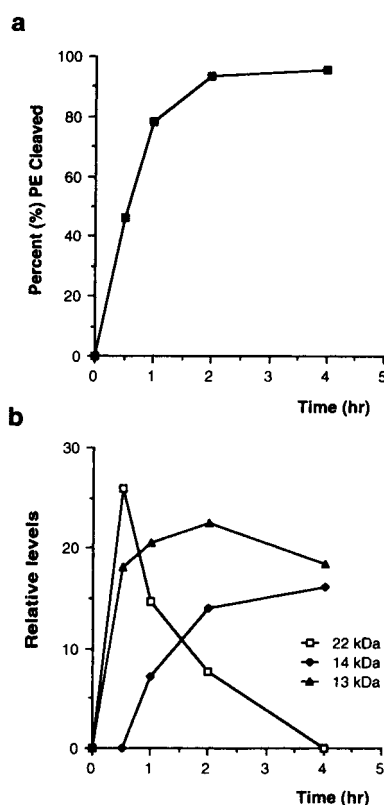 a
100
80
60
40
20
0
Percent (%) PE Cleaved
0 1 2 3 4 5
Time (hr)
b
30
20
10
0
Relative levels
22 kDa
14 kDa
13 kDa
0 1 2 3 4 5
Time (hr)